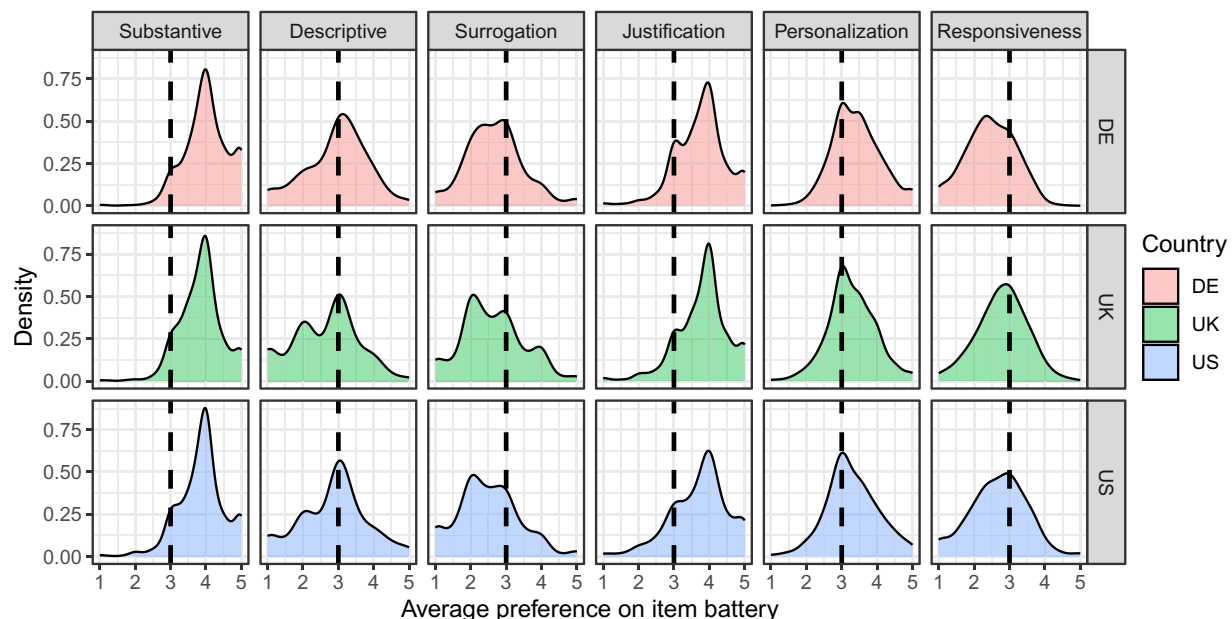 Substantive Descriptive Surrogation Justification Personalization Responsiveness
0.75
0.50
0.25
0.00
DE
0.75
0.50
0.25
0.00
UK
0.75
0.50
0.25
0.00
US
Density
1 2 3 4 5 1 2 3 4 5 1 2 3 4 5 1 2 3 4 5 1 2 3 4 5 1 2 3 4 5
Average preference on item battery
Country
DE
UK
US